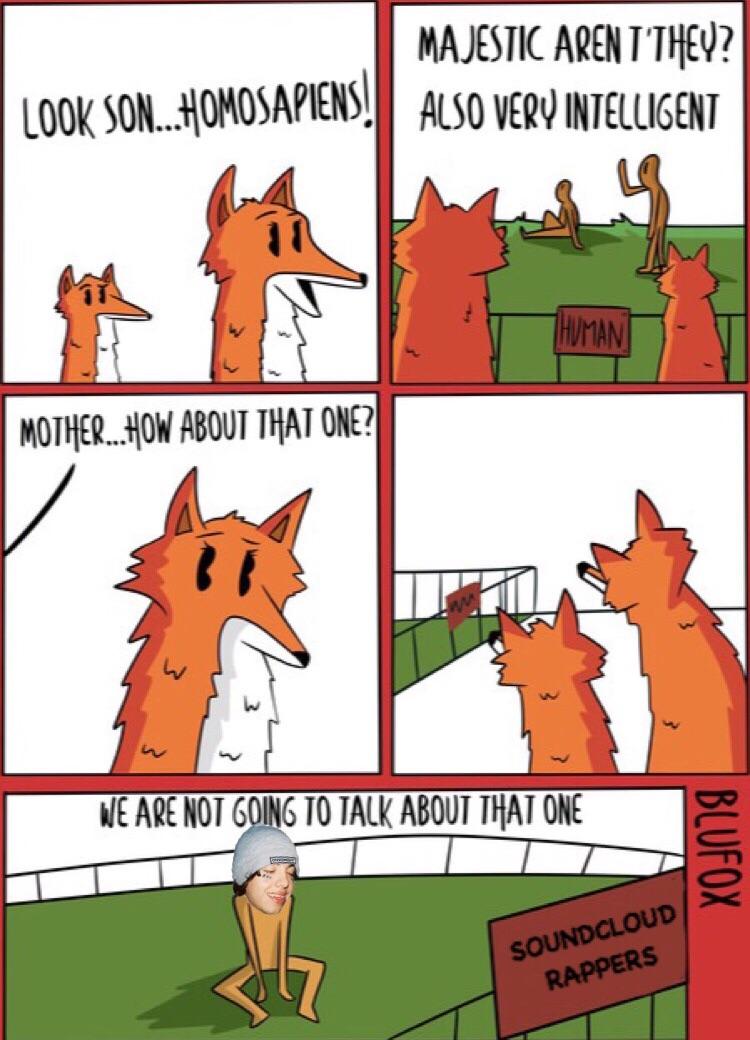 LOOK SON...HOMOSAPIENS!
MAJESTIC AREN T'THEY?
ALSO VERY INTELLIGENT
HUMAN
MOTHER...HOW ABOUT THAT ONE?
WE ARE NOT GOING TO TALK ABOUT THAT ONE
SOUNDCLOUD
RAPPERS
BLUFOX